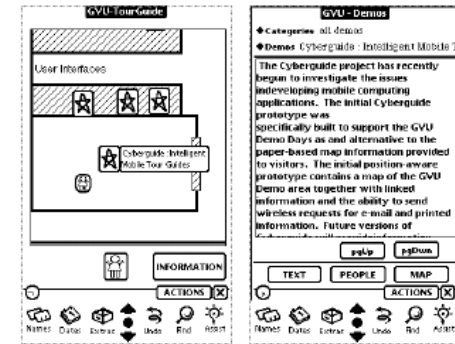 GVU-TourGuide
User Interfaces
Cyberguide :Intelligent
Mobile Tour Guides
INFORMATION
ACTIONS
Names Dates Extras Undo Find Assist
GVU - Demos
Categories all demos
Demos Cyberguide : Intelligent Mobile T
The Cyberguide project has recently
begun to investigate the issues
indeveloping mobile computing
applications. The initial Cyberguide
prototype was
specifically built to support the GVU
Demo Days as and alternative to the
paper-based map information provided
to visitors. The initial position-aware
prototype contains a map of the GVU
Demo area together with linked
information and the ability to send
wireless requests for e-mail and printed
information. Future versions of
pgUp pgDwn
TEXT PEOPLE MAP
ACTIONS
Names Dates Extras Undo Find Assist